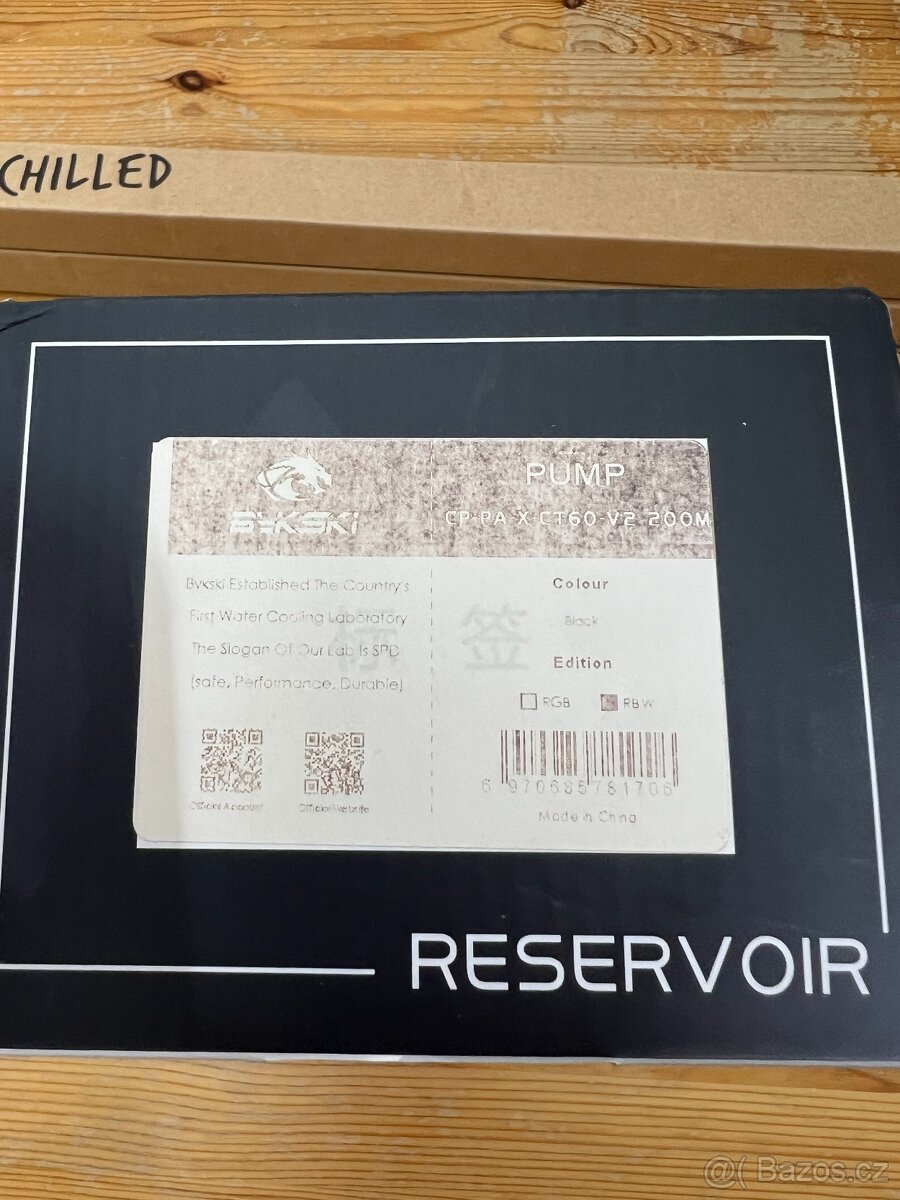 CHILLED
BYKSKI
PUMP
CP-PA-X-CT60-V2 200M
Bykski Established The Country's
First Water Cooling Laboratory
The Slogan Of Our Lab Is SPD
(safe, Performance, Durable)
标签
Official Account
Official Website
Colour
Black
Edition
RGB
RBW
6 970685 781706
Made in China
RESERVOIR
@( Bazos.cz